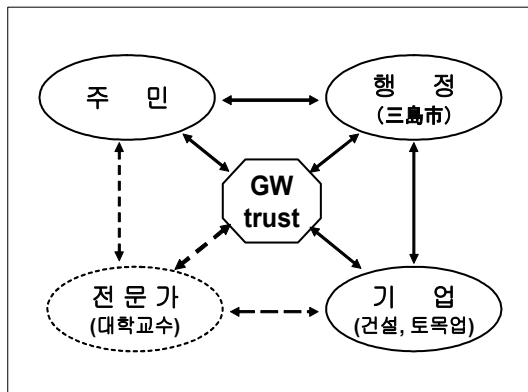 주 민
행 정
(三島市)
GW
trust
전 문 가
(대학교수)
기 업
(건설, 토목업)